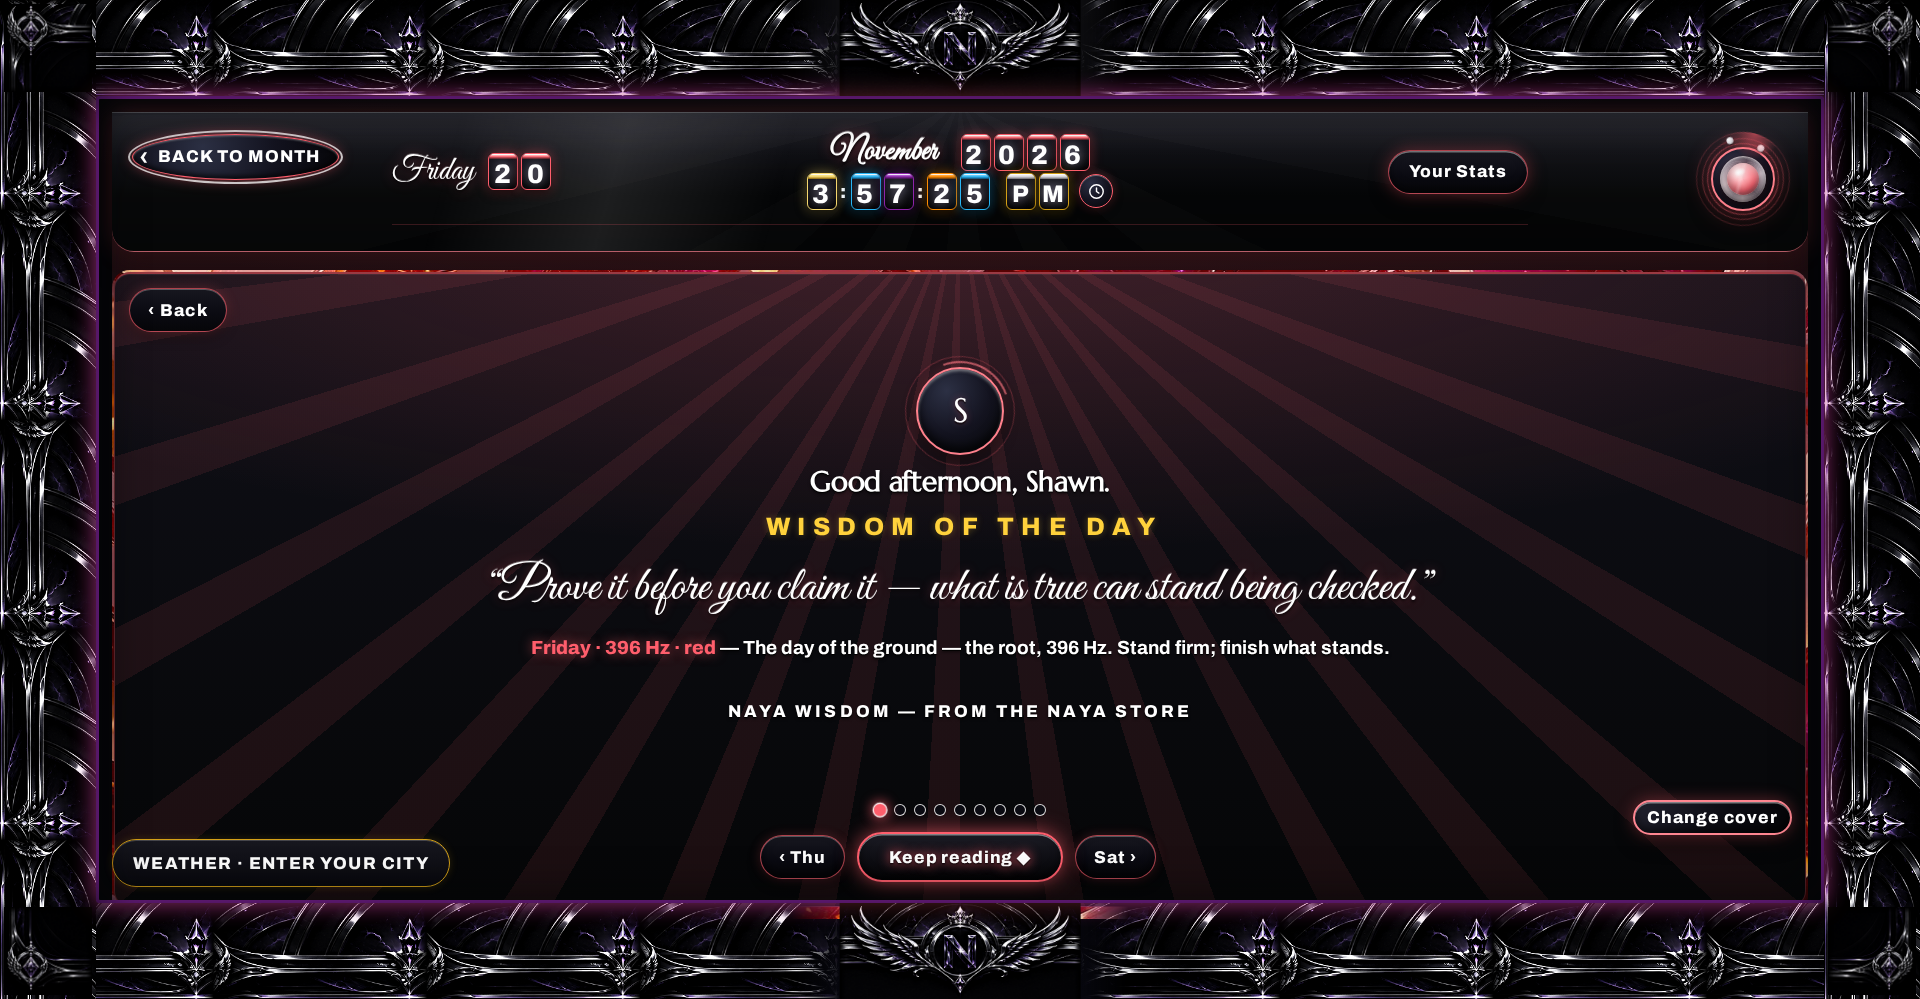 N
‹ BACK TO MONTH
Friday 20
November 2026
3:57:25 PM
Your Stats
‹ Back
S
Good afternoon, Shawn.
WISDOM OF THE DAY
“Prove it before you claim it — what is true can stand being checked.”
Friday · 396 Hz · red — The day of the ground — the root, 396 Hz. Stand firm; finish what stands.
NAYA WISDOM — FROM THE NAYA STORE
Change cover
WEATHER · ENTER YOUR CITY
‹ Thu
Keep reading ◆
Sat ›
N